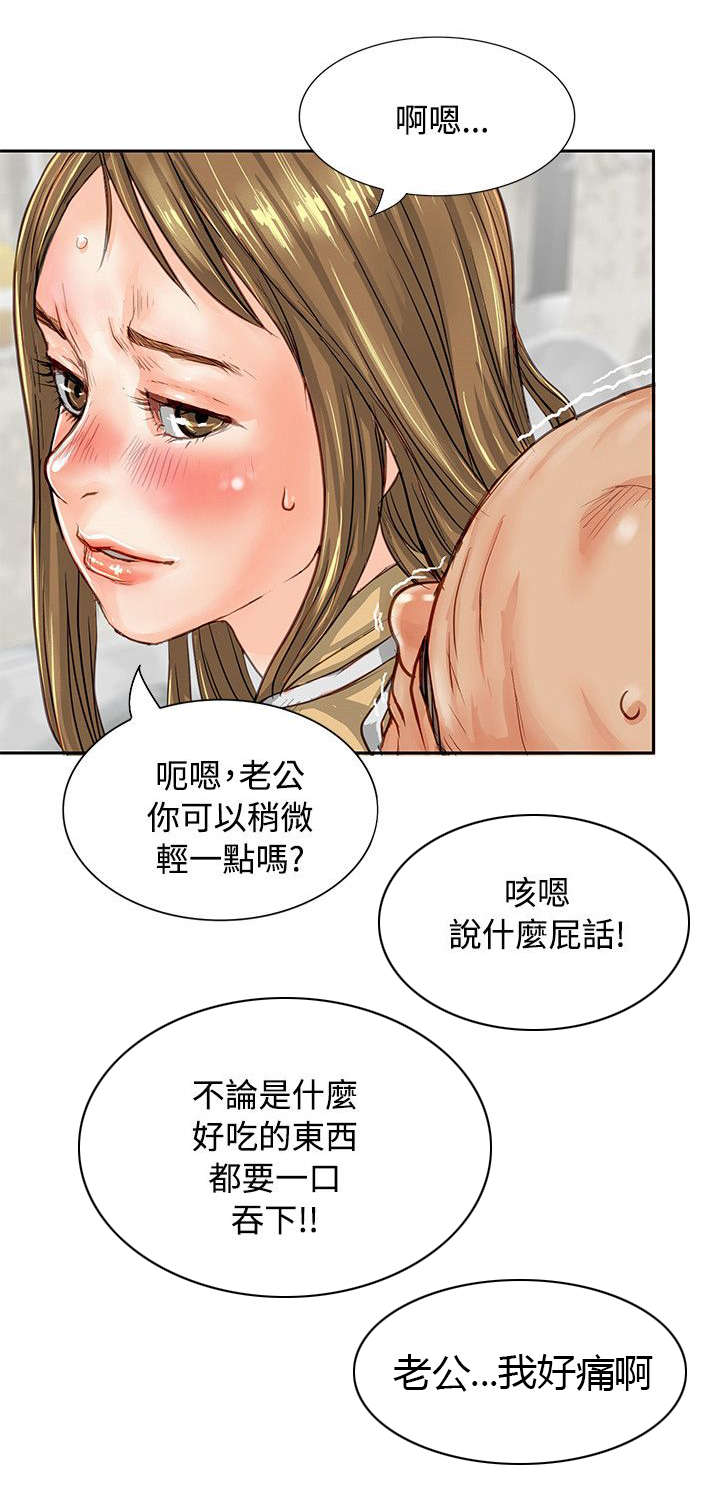 啊嗯...
呃嗯,老公
你可以稍微
輕一點嗎?
咳嗯
說什麼屁話!
不論是什麼
好吃的東西
都要一口
吞下!!
老公...我好痛啊